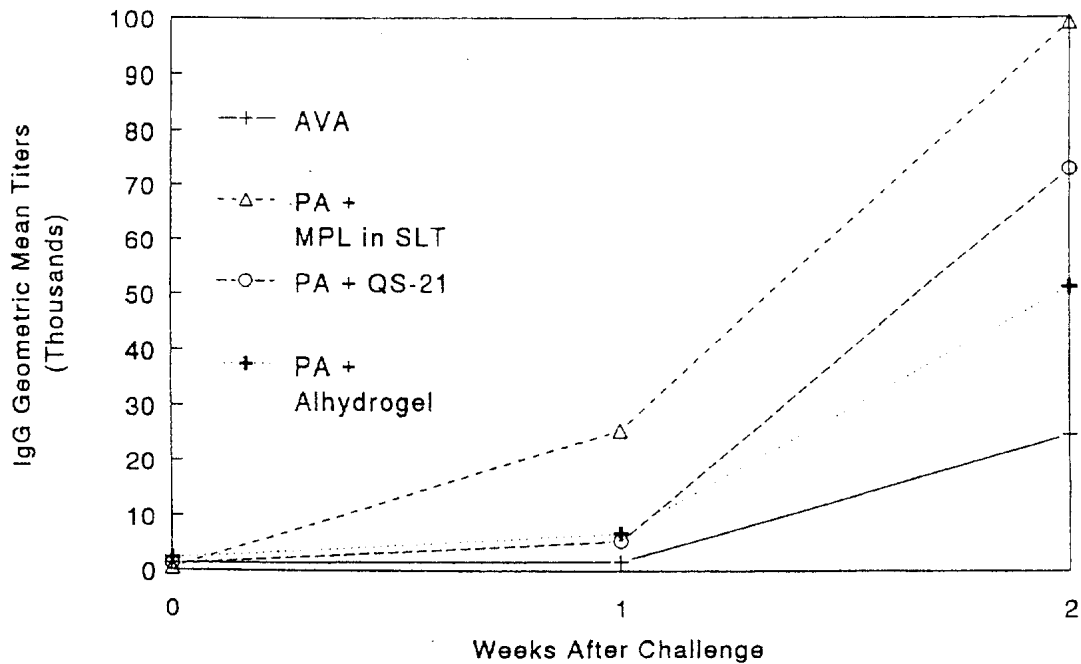 IgG Geometric Mean Titers
(Thousands)
100
90
80
70
60
50
40
30
20
10
0
AVA
PA +
MPL in SLT
PA + QS-21
PA +
Alhydrogel
0
1
2
Weeks After Challenge